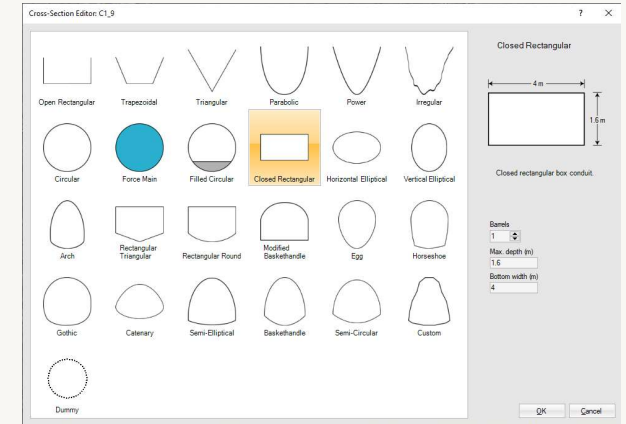 Cross-Section Editor: C1_9
? ×
Open Rectangular
Trapezoidal
Triangular
Parabolic
Power
Irregular
Circular
Force Main
Filled Circular
Closed Rectangular
Horizontal Elliptical
Vertical Elliptical
Arch
Rectangular
Triangular
Rectangular Round
Modified
Baskethandle
Egg
Horseshoe
Gothic
Catenary
Semi-Elliptical
Baskethandle
Semi-Circular
Custom
Dummy
Closed Rectangular
4 m
1.6 m
Closed rectangular box conduit.
Barrels
1
Max. depth (m)
1.6
Bottom width (m)
4
OK
Cancel